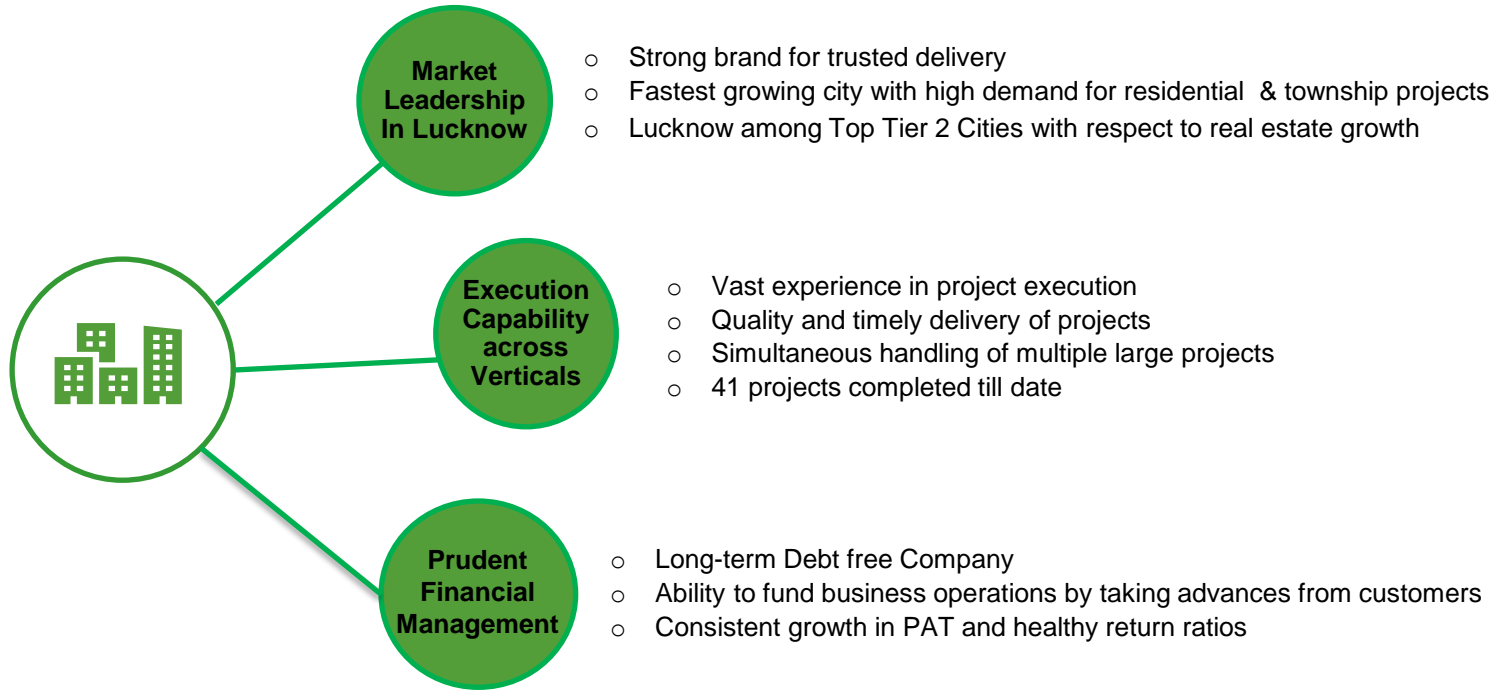 Market
Leadership
In Lucknow
o Strong brand for trusted delivery
o Fastest growing city with high demand for residential & township projects
o Lucknow among Top Tier 2 Cities with respect to real estate growth
Execution
Capability
across
Verticals
o Vast experience in project execution
o Quality and timely delivery of projects
o Simultaneous handling of multiple large projects
o 41 projects completed till date
Prudent
Financial
Management
o Long-term Debt free Company
o Ability to fund business operations by taking advances from customers
o Consistent growth in PAT and healthy return ratios